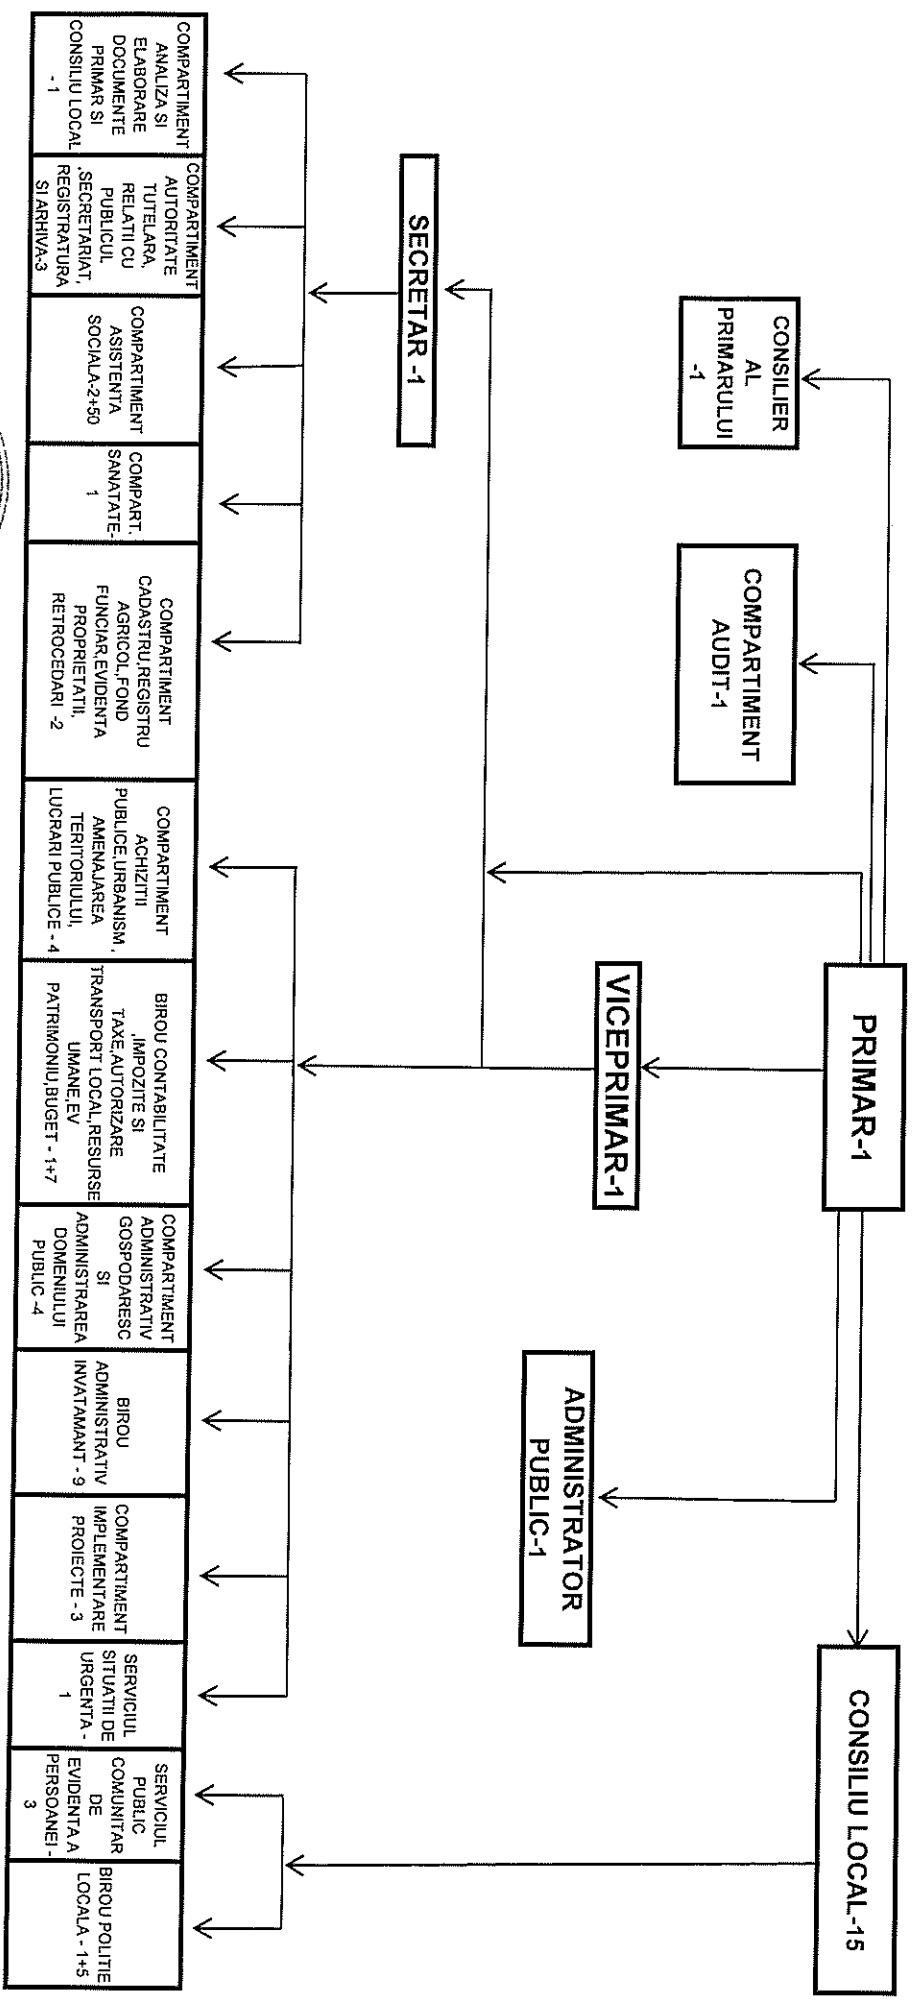 PRIMAR-1
CONSILIU LOCAL-15
CONSILIER
AL
PRIMARULUI
-1
COMPARTIMENT
AUDIT-1
VICEPRIMAR-1
ADMINISTRATOR
PUBLIC-1
SECRETAR -1
COMPARTIMENT
ANALIZA SI
ELABORARE
DOCUMENTE
PRIMAR SI
CONSILIU LOCAL
- 1
COMPARTIMENT
AUTORITATE
TUTELARA,
RELATII CU
PUBLICUL
,SECRETARIAT,
REGISTRATURA
SI ARHIVA-3
COMPARTIMENT
ASISTENTA
SOCIALA-2+50
COMPART.
SANATATE-
1
COMPARTIMENT
CADASTRU,REGISTRU
AGRICOL,FOND
FUNCIAR,EVIDENTA
PROPRIETATII,
RETROCEDARI -2
COMPARTIMENT
ACHIZITII
PUBLICE,URBANISM ,
AMENAJAREA
TERITORIULUI,
LUCRARI PUBLICE - 4
BIROU CONTABILITATE
,IMPOZITE SI
TAXE,AUTORIZARE
TRANSPORT LOCAL,RESURSE
UMANE,EV
PATRIMONIU,BUGET - 1+7
COMPARTIMENT
ADMINISTRATIV
GOSPODARESC
SI
ADMINISTRAREA
DOMENIULUI
PUBLIC -4
BIROU
ADMINISTRATIV
INVATAMANT - 9
COMPARTIMENT
IMPLEMENTARE
PROIECTE - 3
SERVICIUL
SITUATII DE
URGENTA -
1
SERVICIUL
PUBLIC
COMUNITAR
DE
EVIDENTA A
PERSOANEI -
3
BIROU POLITIE
LOCALA - 1+5